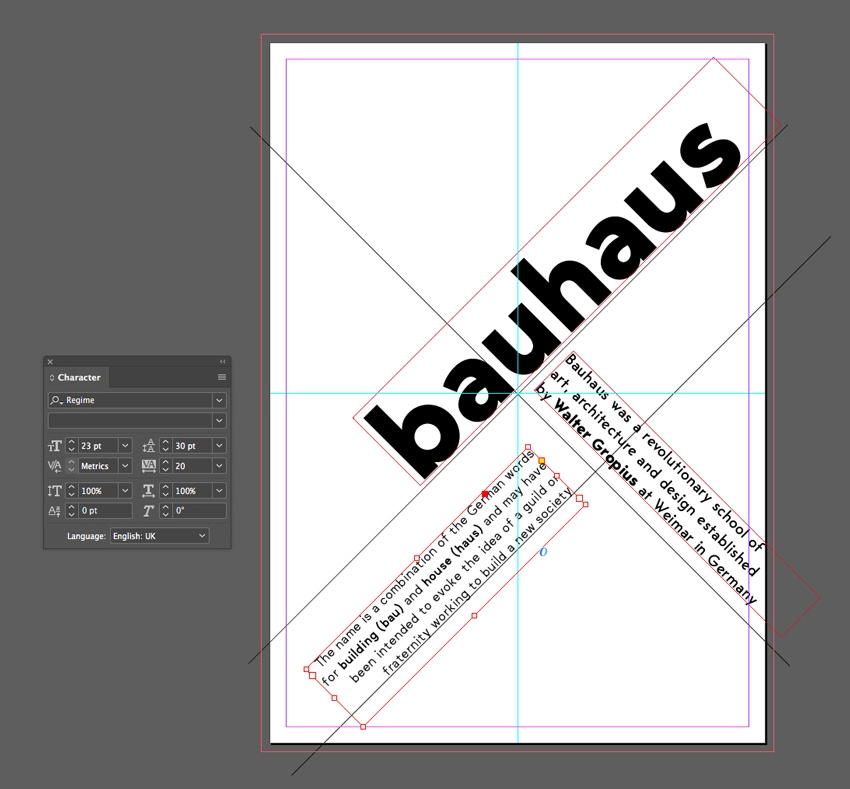 bauhaus
Bauhaus was a revolutionary school of
art, architecture and design established
by Walter Gropius at Weimar in Germany
The name is a combination of the German words
for building (bau) and house (haus) and may have
been intended to evoke the idea of a guild or
fraternity working to build a new society
Character
Regime
23 pt
30 pt
Metrics
20
100%
100%
0 pt
0°
Language: English: UK